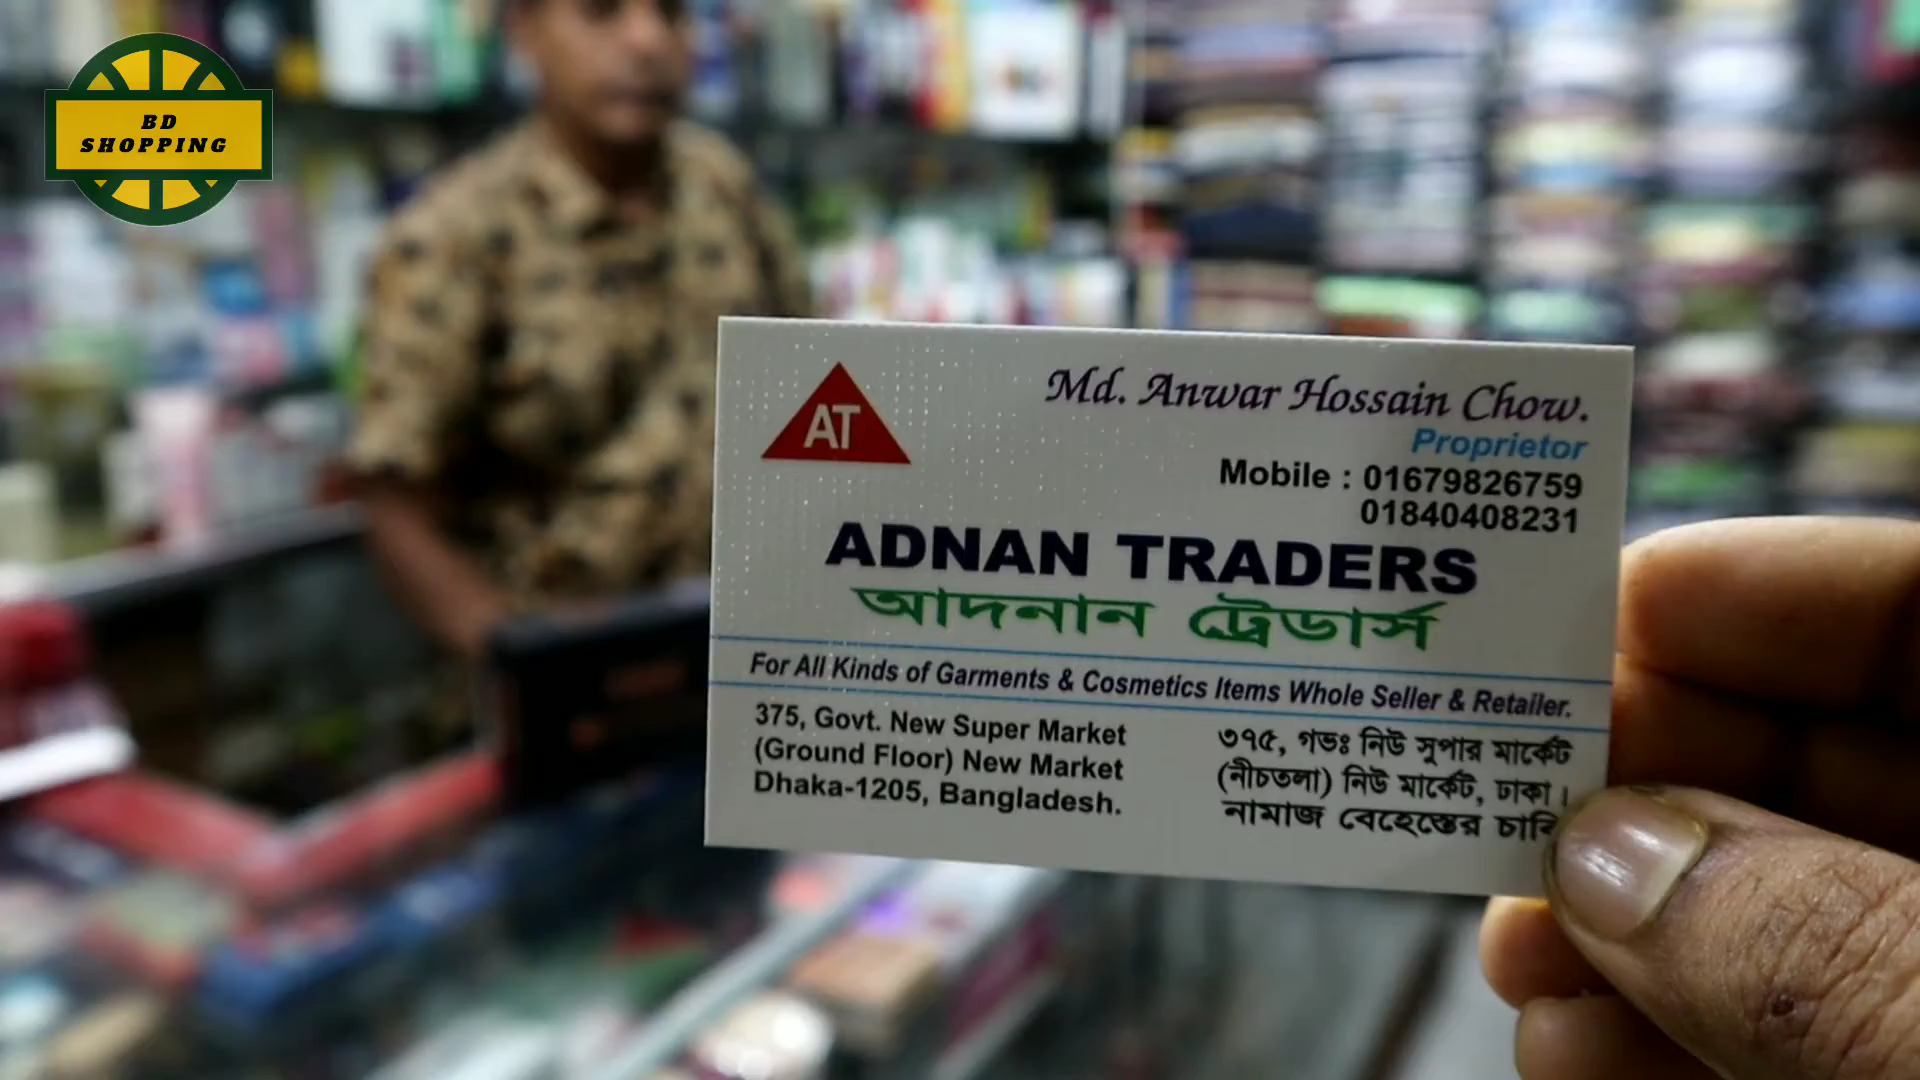 BD
SHOPPING
AT
Md. Anwar Hossain Chow.
Proprietor
Mobile : 01679826759
01840408231
ADNAN TRADERS
আদনান ট্রেডার্স
For All Kinds of Garments & Cosmetics Items Whole Seller & Retailer.
375, Govt. New Super Market
(Ground Floor) New Market
Dhaka-1205, Bangladesh.
৩৭৫, গভঃ নিউ সুপার মার্কেট
(নীচতলা) নিউ মার্কেট, ঢাকা।
নামাজ বেহেস্তের চাবি